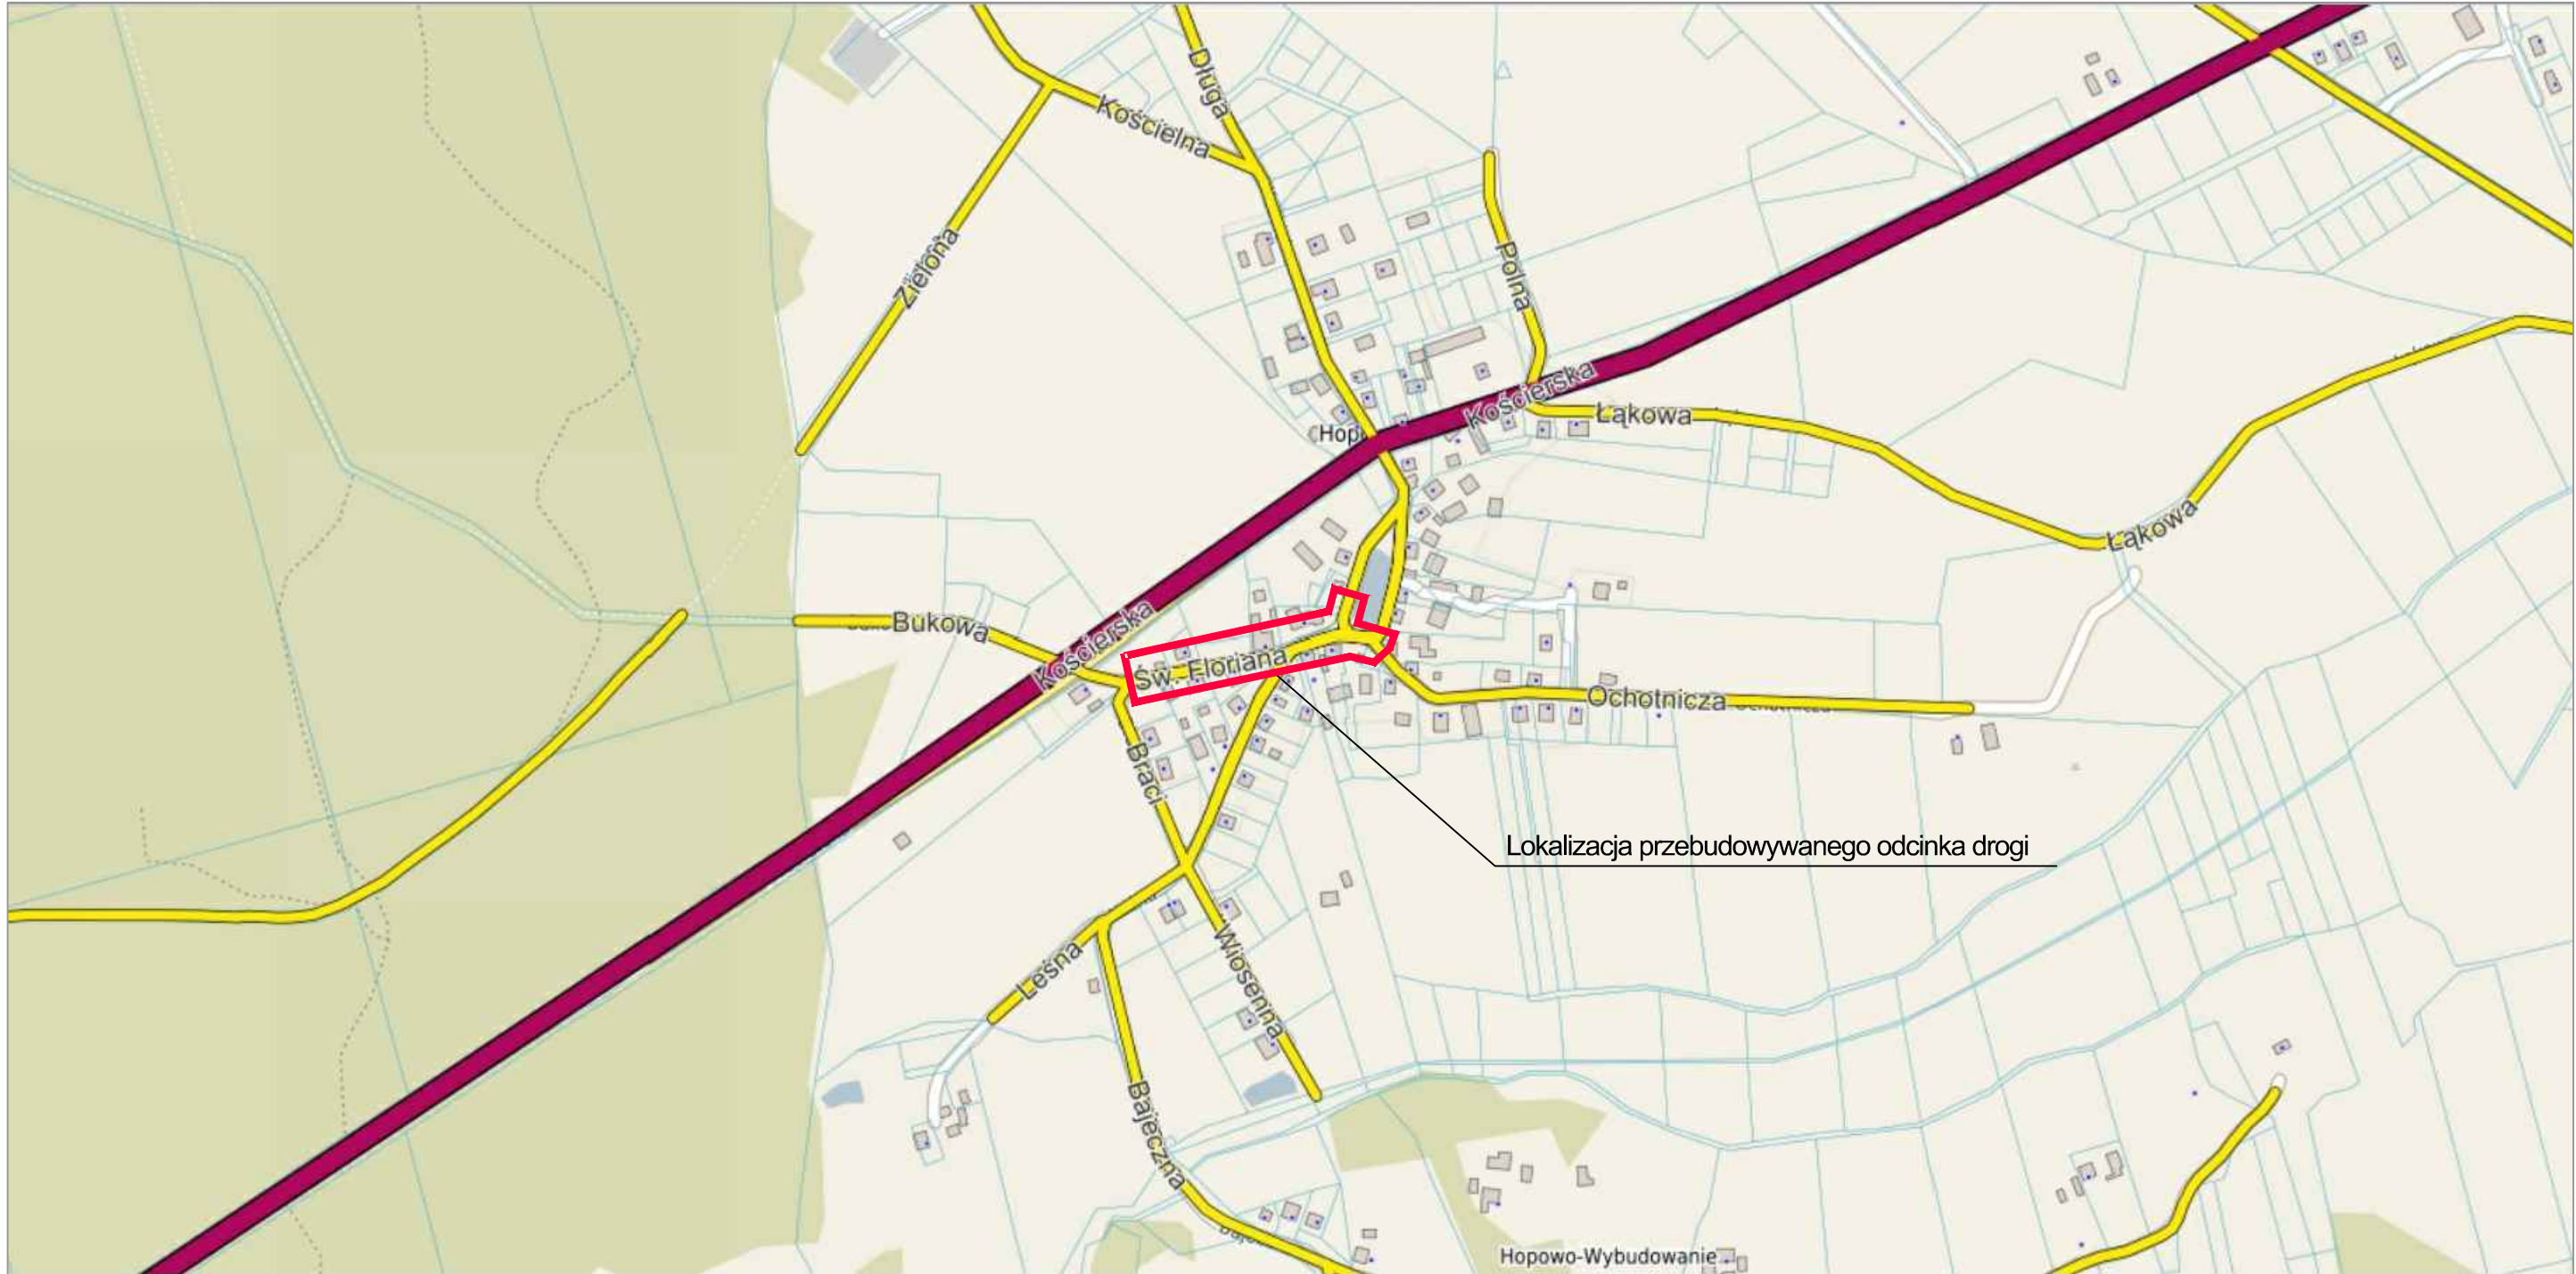 Długa
Kościelna
Zielona
Polna
Kościerska
Łąkowa
Łąkowa
Bukowa
Kościerska
Św. Floriana
Ochotnicza
Braci
Lokalizacja przebudowywanego odcinka drogi
Leśna
Wiosenna
Bajeczna
Hopowo-Wybudowanie